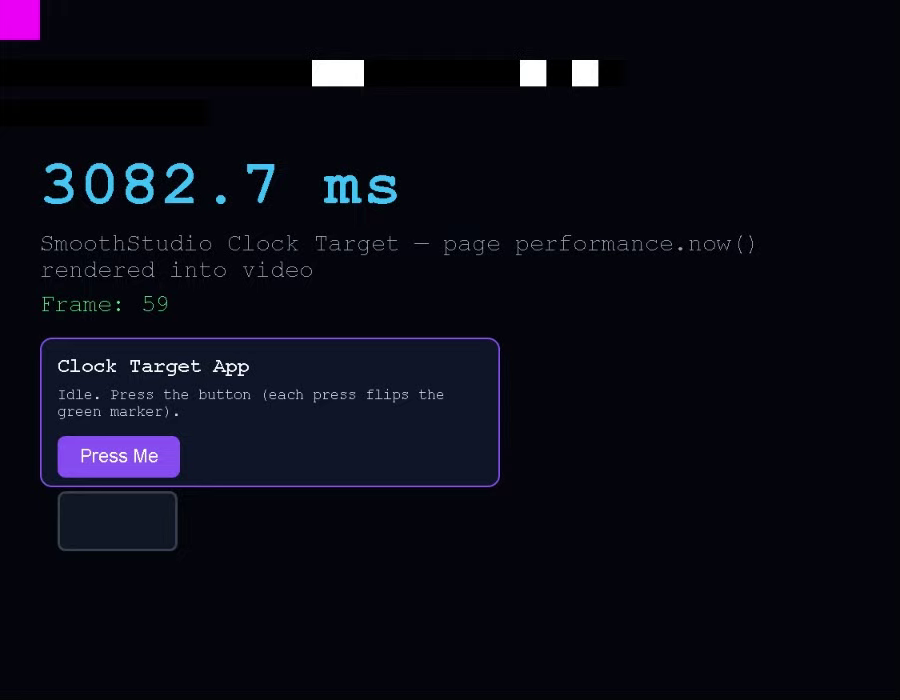 3082.7 ms
SmoothStudio Clock Target — page performance.now()
rendered into video
Frame: 59
Clock Target App
Idle. Press the button (each press flips the
green marker).
Press Me